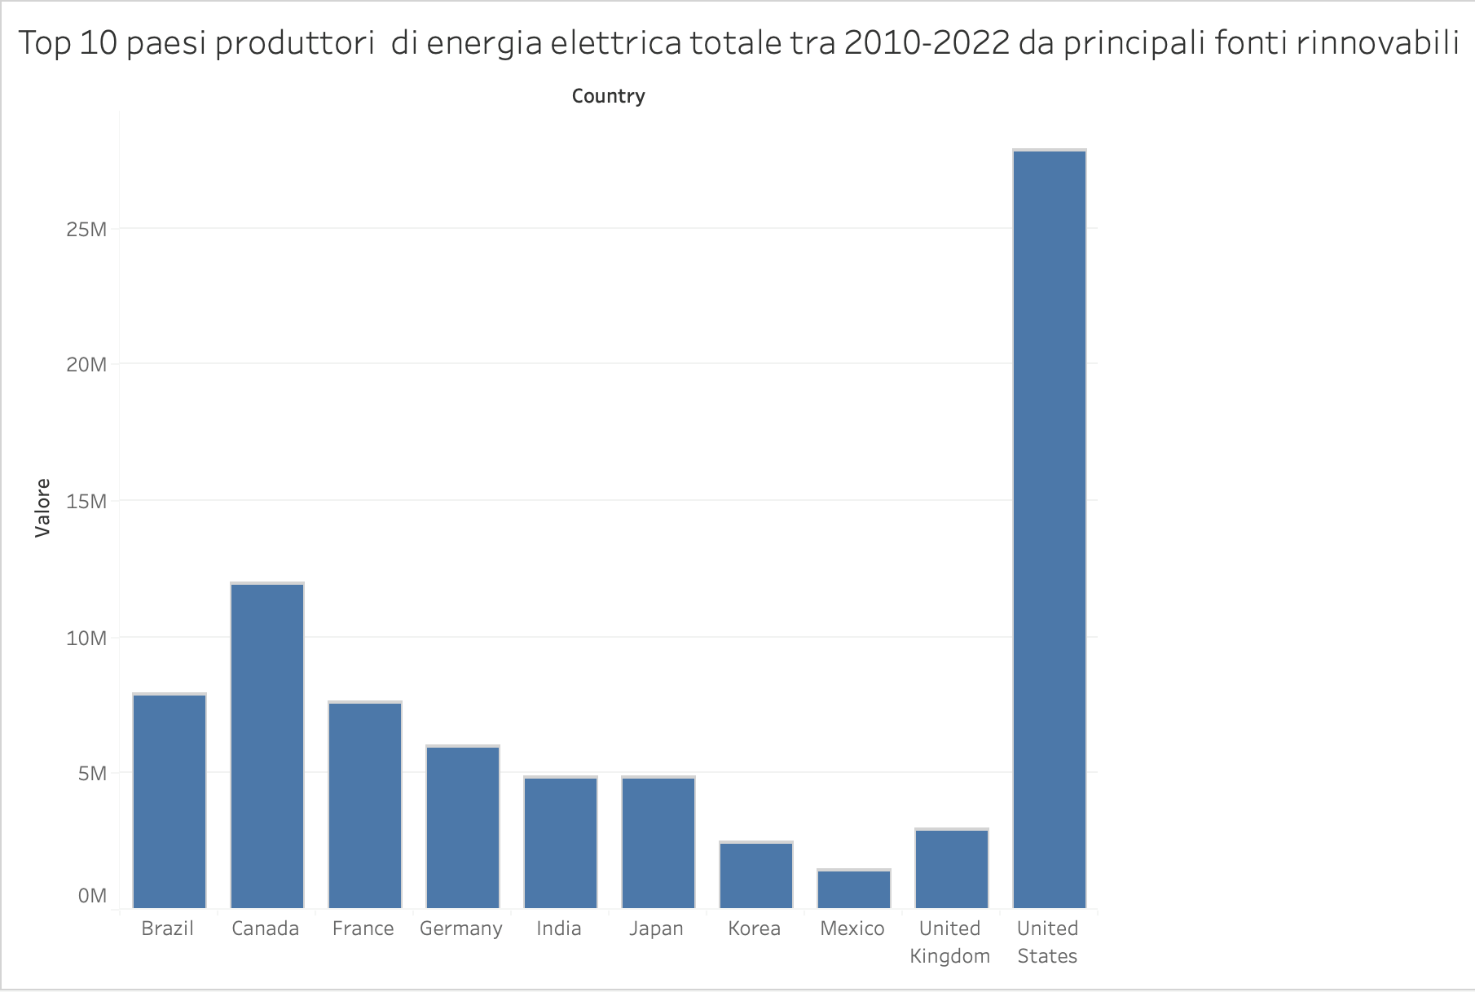 Top 10 paesi produttori  di energia elettrica totale tra 2010-2022 da principali fonti rinnovabili
Country
Valore
25M
20M
15M
10M
5M
0M
Brazil
Canada
France
Germany
India
Japan
Korea
Mexico
United
Kingdom
United
States